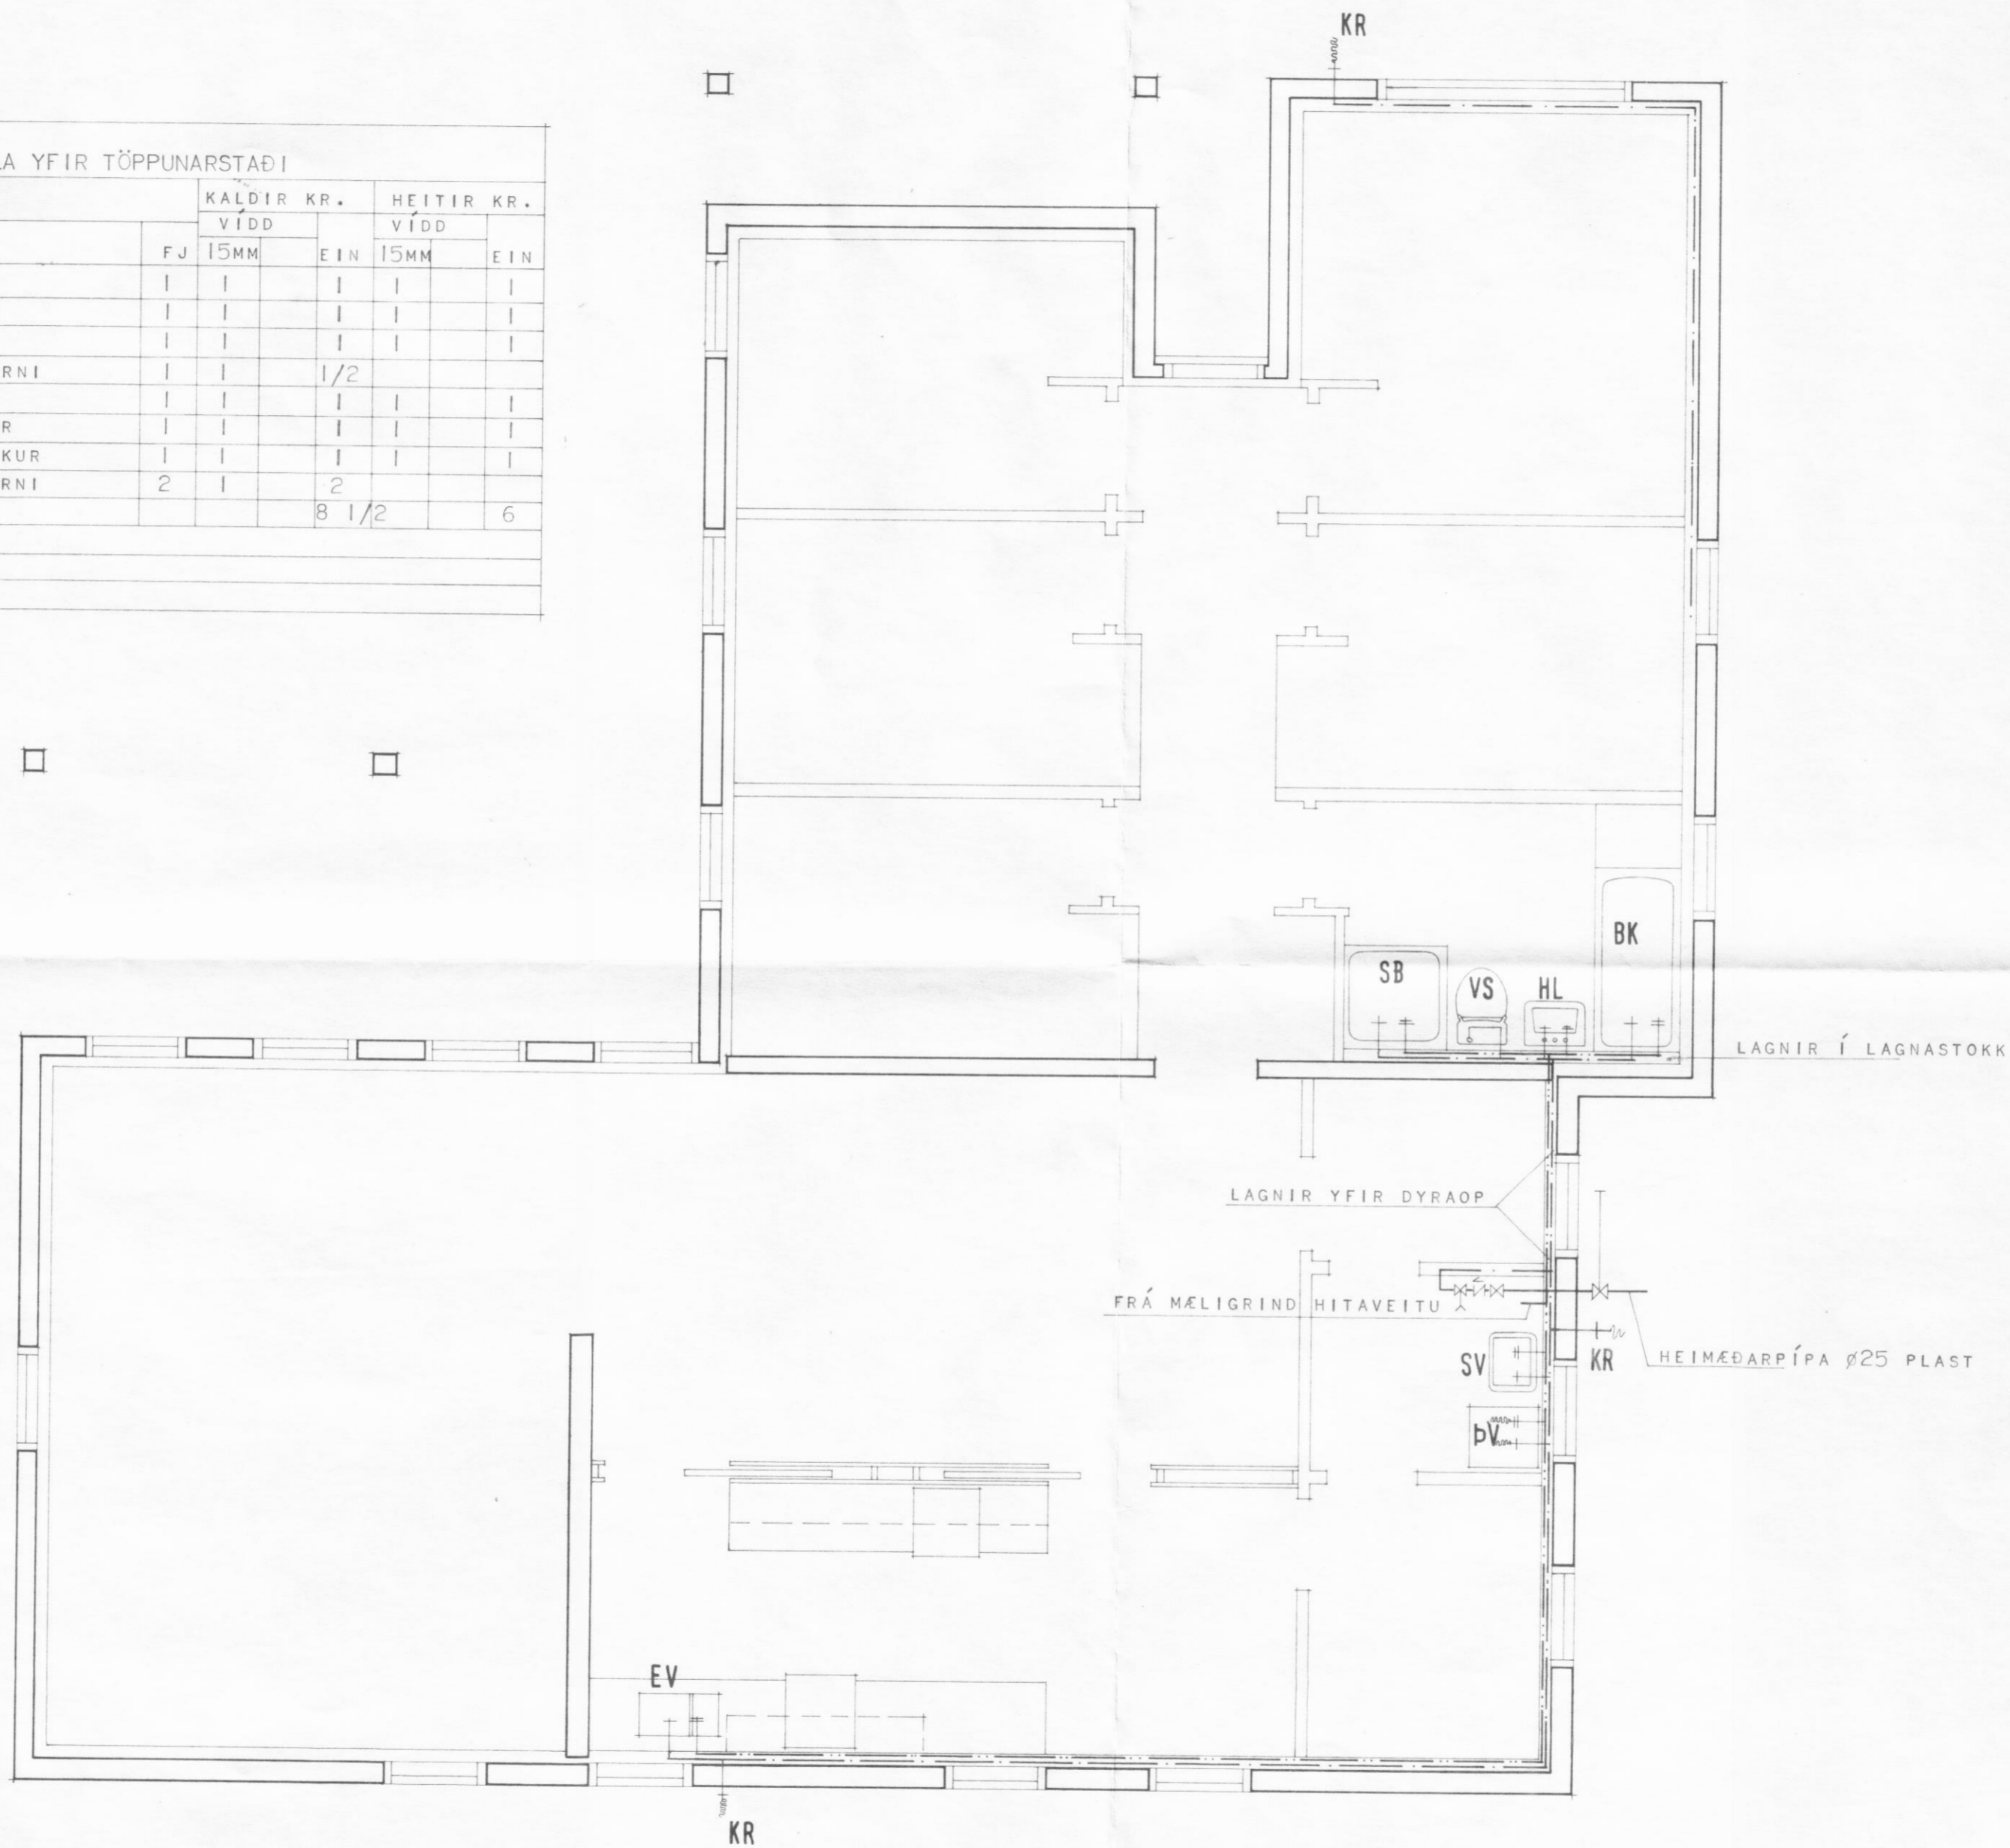 KR
A YFIR TÖPPUNARSTAÐI
KALDIR KR. HEITIR KR.
VÍDD VÍDD
FJ 15MM EIN 15MM EIN
1 1 1 1 1
1 1 1 1 1
1 1 1 1 1
RNI 1 1 1/2
1 1 1 1 1
R 1 1 1 1 1
KUR 1 1 1 1 1
RNI 2 1 2
8 1/2 6
BK
SB VS HL
LAGNIR Í LAGNASTOKK
LAGNIR YFIR DYRAOP
FRÁ MÆLIGRIND HITAVEITU
SV KR HEIMÆÐARPÍPA Ø25 PLAST
ÞV
EV
KR